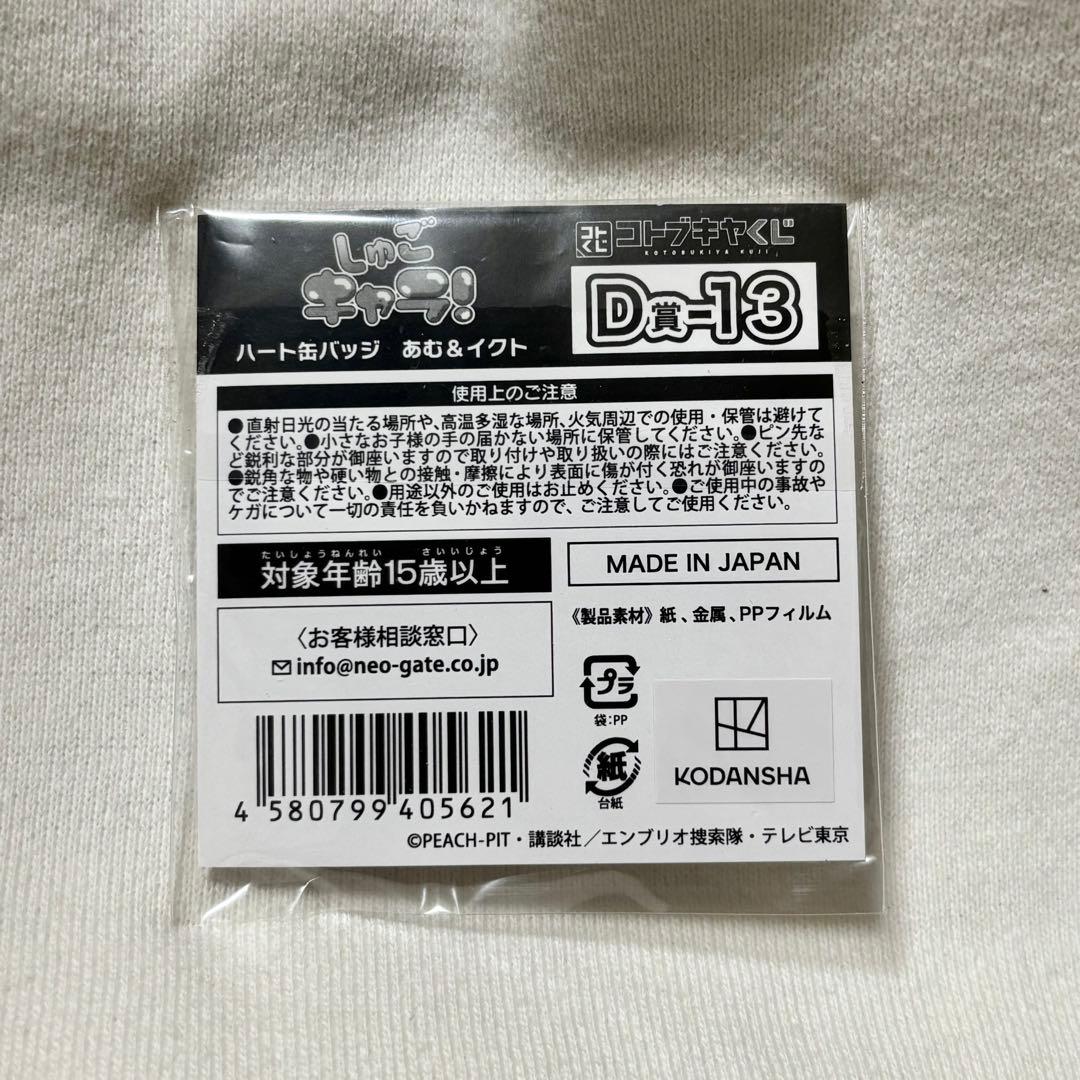 しゅご
キャラ!
コト
くじ
コトブキヤくじ
KOTOBUKIYA KUJI
D賞-13
ハート缶バッジ　あむ＆イクト
使用上のご注意
●直射日光の当たる場所や、高温多湿な場所、火気周辺での使用・保管は避けて
ください。●小さなお子様の手の届かない場所に保管してください。●ピン先な
ど鋭利な部分が御座いますので取り付けや取り扱いの際にはご注意ください。
●鋭角な物や硬い物との接触・摩擦により表面に傷が付く恐れが御座いますの
でご注意ください。●用途以外のご使用はお止めください。●ご使用中の事故や
ケガについて一切の責任を負いかねますので、ご注意してご使用ください。
たいしょうねんれい　さいいじょう
対象年齢15歳以上
MADE IN JAPAN
《製品素材》紙、金属、PPフィルム
〈お客様相談窓口〉
info@neo-gate.co.jp
プラ
袋:PP
紙
台紙
KODANSHA
4 580799 405621
©PEACH-PIT・講談社／エンブリオ捜索隊・テレビ東京